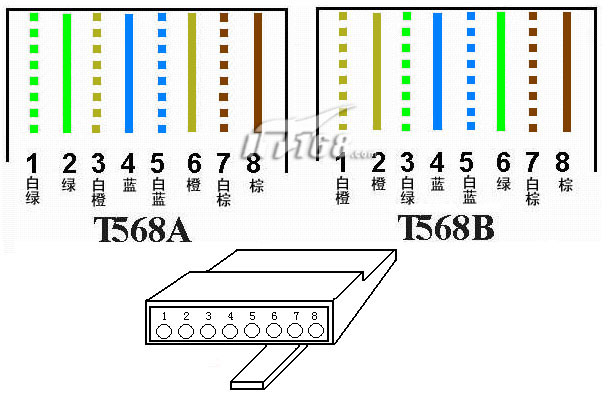 1 2 3 4 5 6 7 8
白绿 绿 白橙 蓝 白蓝 橙 白棕 棕
T568A
1 2 3 4 5 6 7 8
白橙 橙 白绿 蓝 白蓝 绿 白棕 棕
T568B
IT168.com
1 2 3 4 5 6 7 8